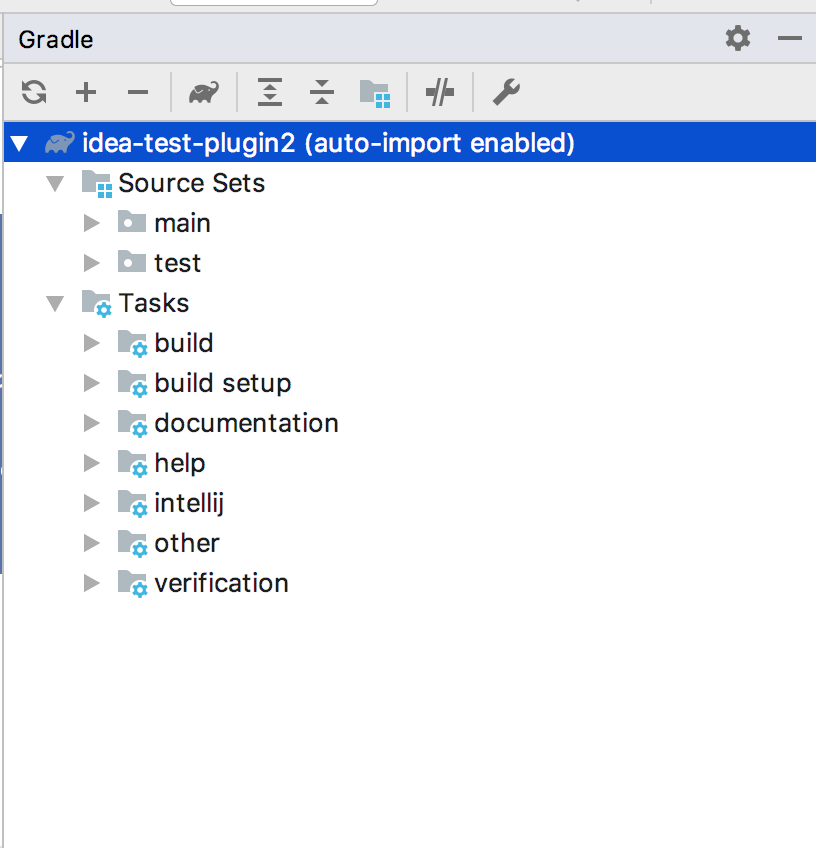 Gradle
idea-test-plugin2 (auto-import enabled)
Source Sets
main
test
Tasks
build
build setup
documentation
help
intellij
other
verification